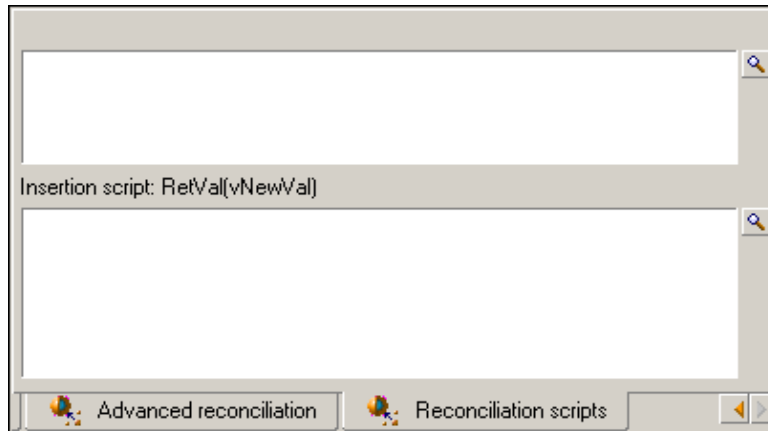 Insertion script: RetVal(vNewVal)
Advanced reconciliation
Reconciliation scripts